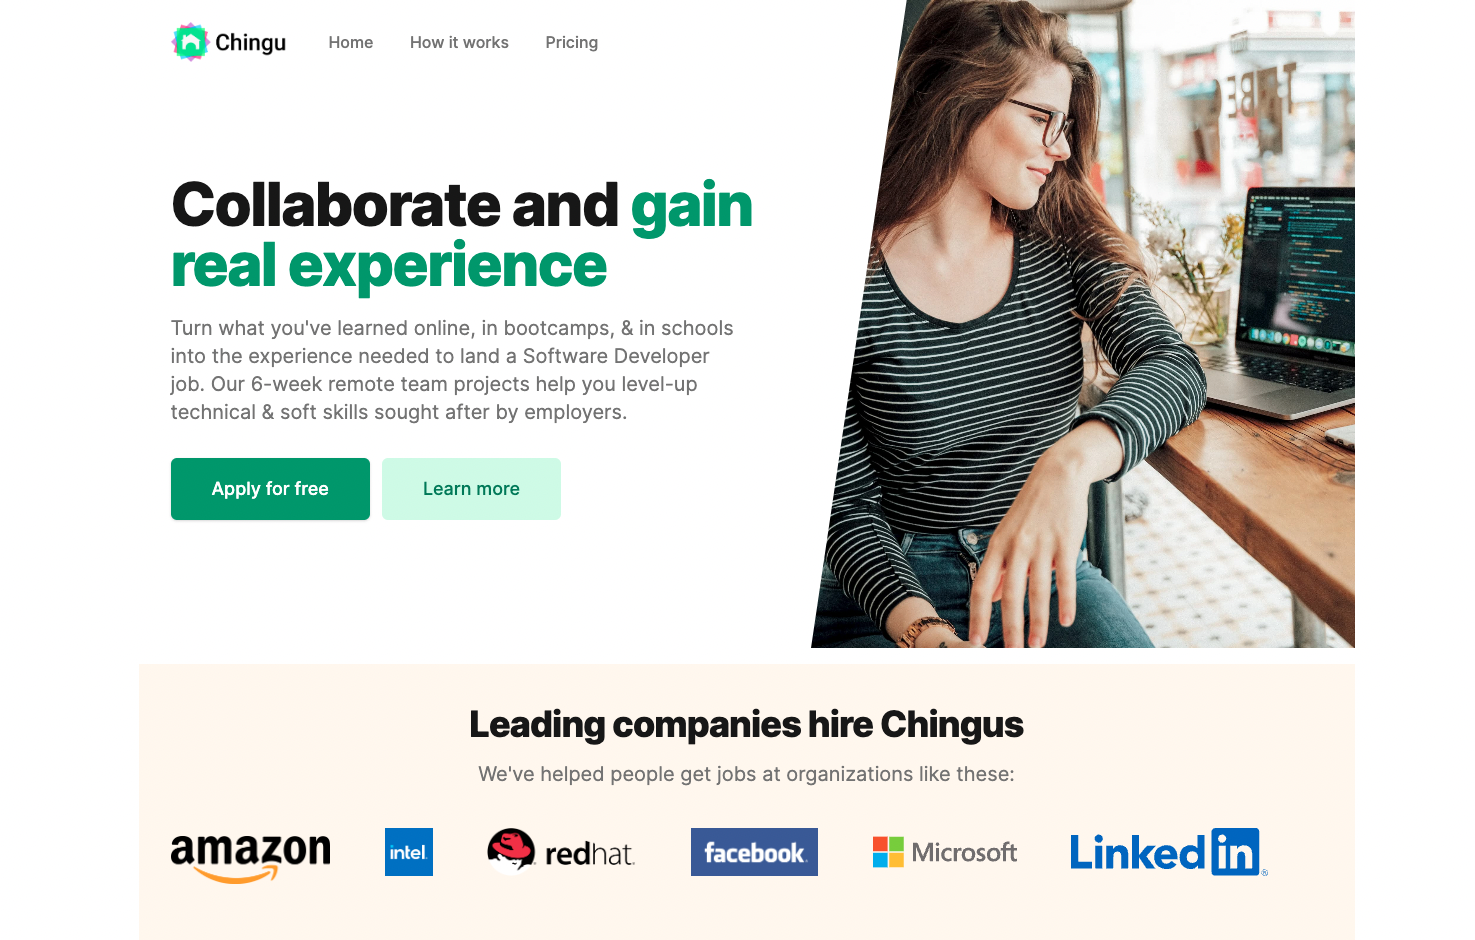 Chingu
Home
How it works
Pricing
Collaborate and gain
real experience
Turn what you've learned online, in bootcamps, & in schools
into the experience needed to land a Software Developer
job. Our 6-week remote team projects help you level-up
technical & soft skills sought after by employers.
Apply for free
Learn more
Leading companies hire Chingus
We've helped people get jobs at organizations like these:
amazon
intel
redhat.
facebook.
Microsoft
Linkedin®